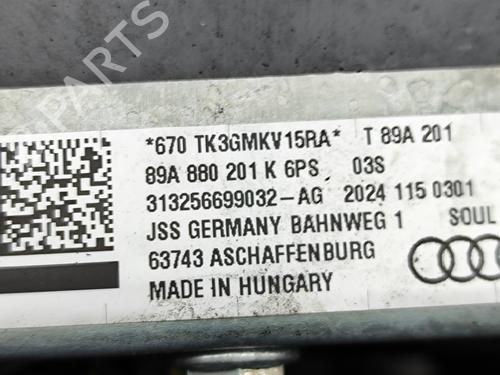 PARTS
*670 TK3GMKV15RA* T 89A 201
89A 880 201 K 6PS, 03S
313256699032-AG 2024 115 0301
JSS GERMANY BAHNWEG 1 SOUL
63743 ASCHAFFENBURG
MADE IN HUNGARY